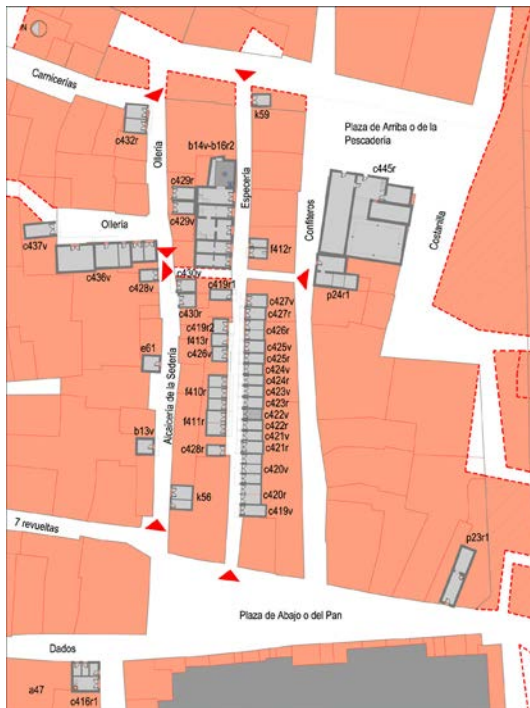 N
Carnicerías
k59
c432r
Ollería
b14v-b16r2
Plaza de Arriba o de la
Pescadería
c445r
c429r
c429v
Especería
Confiteros
Costanilla
Ollería
c437v
c436v
f412r
c428v
c430v
c419r1
p24r1
c430r
c427v
c427r
c419r2
f413r
c426v
c426r
c425v
c425r
c424v
c424r
e61
Alcaicería de la Sedería
f410r
c423v
c423r
c422v
f411r
c422r
c421v
b13v
c428r
c421r
c420v
k56
c420r
c419v
7 revueltas
p23r1
Plaza de Abajo o del Pan
Dados
a47
c416r1